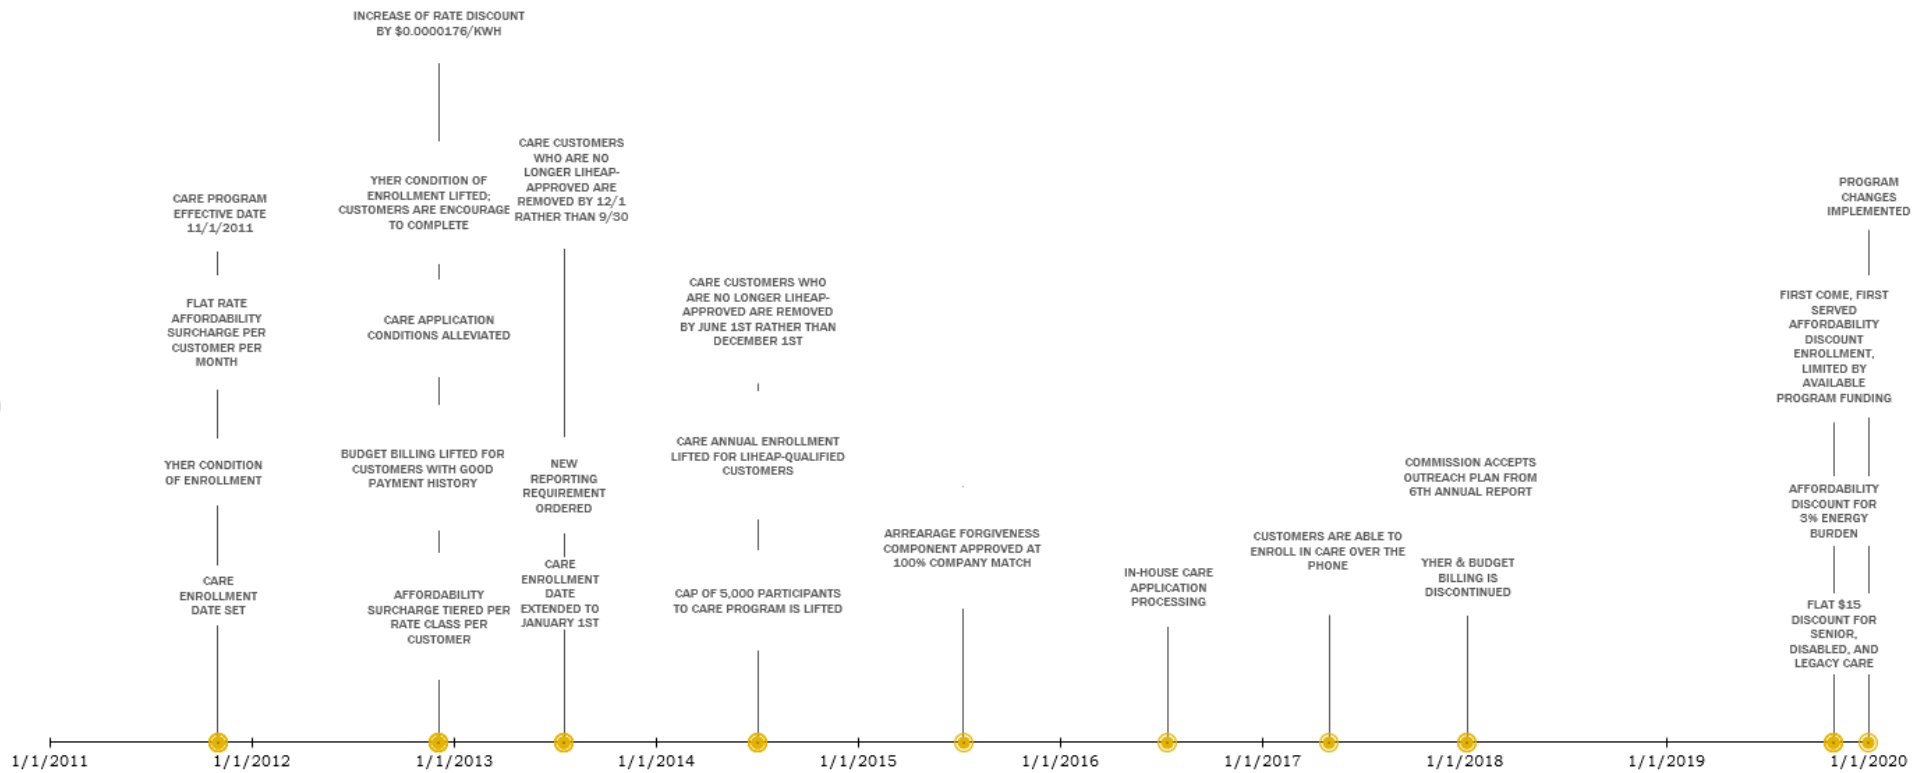 INCREASE OF RATE DISCOUNT
BY $0.0000176/KWH
CARE PROGRAM
EFFECTIVE DATE
11/1/2011
FLAT RATE
AFFORDABILITY
SURCHARGE PER
CUSTOMER PER
MONTH
YHER CONDITION
OF ENROLLMENT
CARE
ENROLLMENT
DATE SET
YHER CONDITION OF
ENROLLMENT LIFTED;
CUSTOMERS ARE ENCOURAGE
TO COMPLETE
CARE APPLICATION
CONDITIONS ALLEVIATED
BUDGET BILLING LIFTED FOR
CUSTOMERS WITH GOOD
PAYMENT HISTORY
AFFORDABILITY
SURCHARGE TIERED PER
RATE CLASS PER
CUSTOMER
CARE CUSTOMERS
WHO ARE NO
LONGER LIHEAP-
APPROVED ARE
REMOVED BY 12/1
RATHER THAN 9/30
NEW
REPORTING
REQUIREMENT
ORDERED
CARE
ENROLLMENT
DATE
EXTENDED TO
JANUARY 1ST
CARE CUSTOMERS WHO
ARE NO LONGER LIHEAP-
APPROVED ARE REMOVED
BY JUNE 1ST RATHER THAN
DECEMBER 1ST
CARE ANNUAL ENROLLMENT
LIFTED FOR LIHEAP-QUALIFIED
CUSTOMERS
CAP OF 5,000 PARTICIPANTS
TO CARE PROGRAM IS LIFTED
ARREARAGE FORGIVENESS
COMPONENT APPROVED AT
100% COMPANY MATCH
IN-HOUSE CARE
APPLICATION
PROCESSING
CUSTOMERS ARE ABLE TO
ENROLL IN CARE OVER THE
PHONE
COMMISSION ACCEPTS
OUTREACH PLAN FROM
6TH ANNUAL REPORT
YHER & BUDGET
BILLING IS
DISCONTINUED
PROGRAM
CHANGES
IMPLEMENTED
FIRST COME, FIRST
SERVED
AFFORDABILITY
DISCOUNT
ENROLLMENT,
LIMITED BY
AVAILABLE
PROGRAM FUNDING
AFFORDABILITY
DISCOUNT FOR
3% ENERGY
BURDEN
FLAT $15
DISCOUNT FOR
SENIOR,
DISABLED, AND
LEGACY CARE
1/1/2011
1/1/2012
1/1/2013
1/1/2014
1/1/2015
1/1/2016
1/1/2017
1/1/2018
1/1/2019
1/1/2020